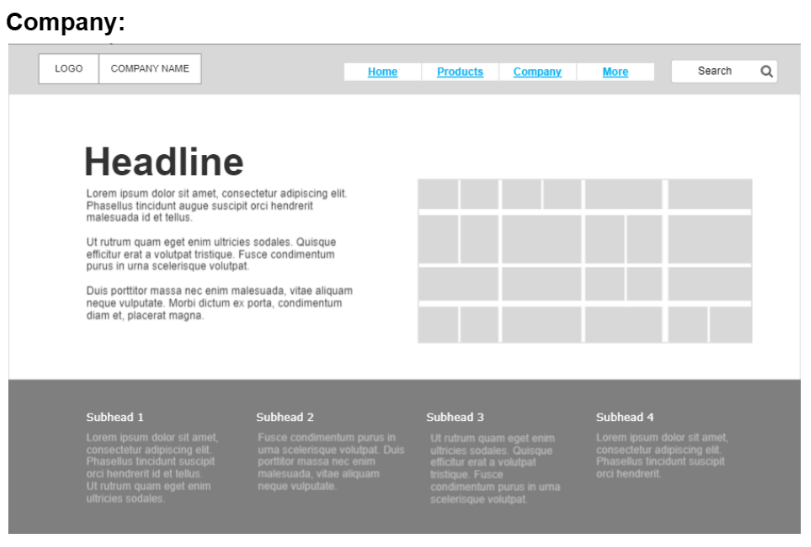 Company:
LOGO COMPANY NAME Home Products Company More Search
Headline
Lorem ipsum dolor sit amet, consectetur adipiscing elit.
Phasellus tincidunt augue suscipit orci hendrerit
malesuada id et tellus.
Ut rutrum quam eget enim ultricies sodales. Quisque
efficitur erat a volutpat tristique. Fusce condimentum
purus in urna scelerisque volutpat.
Duis porttitor massa nec enim malesuada, vitae aliquam
neque vulputate. Morbi dictum ex porta, condimentum
diam et, placerat magna.
Subhead 1
Lorem ipsum dolor sit amet,
consectetur adipiscing elit.
Phasellus tincidunt suscipit
orci hendrerit id et tellus.
Ut rutrum quam eget enim
ultricies sodales.
Subhead 2
Fusce condimentum purus in
urna scelerisque volutpat. Duis
porttitor massa nec enim
malesuada, vitae aliquam
neque vulputate.
Subhead 3
Ut rutrum quam eget enim
ultricies sodales. Quisque
efficitur erat a volutpat
tristique. Fusce
condimentum purus in urna
scelerisque volutpat.
Subhead 4
Lorem ipsum dolor sit amet,
consectetur adipiscing elit.
Phasellus tincidunt suscipit
orci hendrerit.